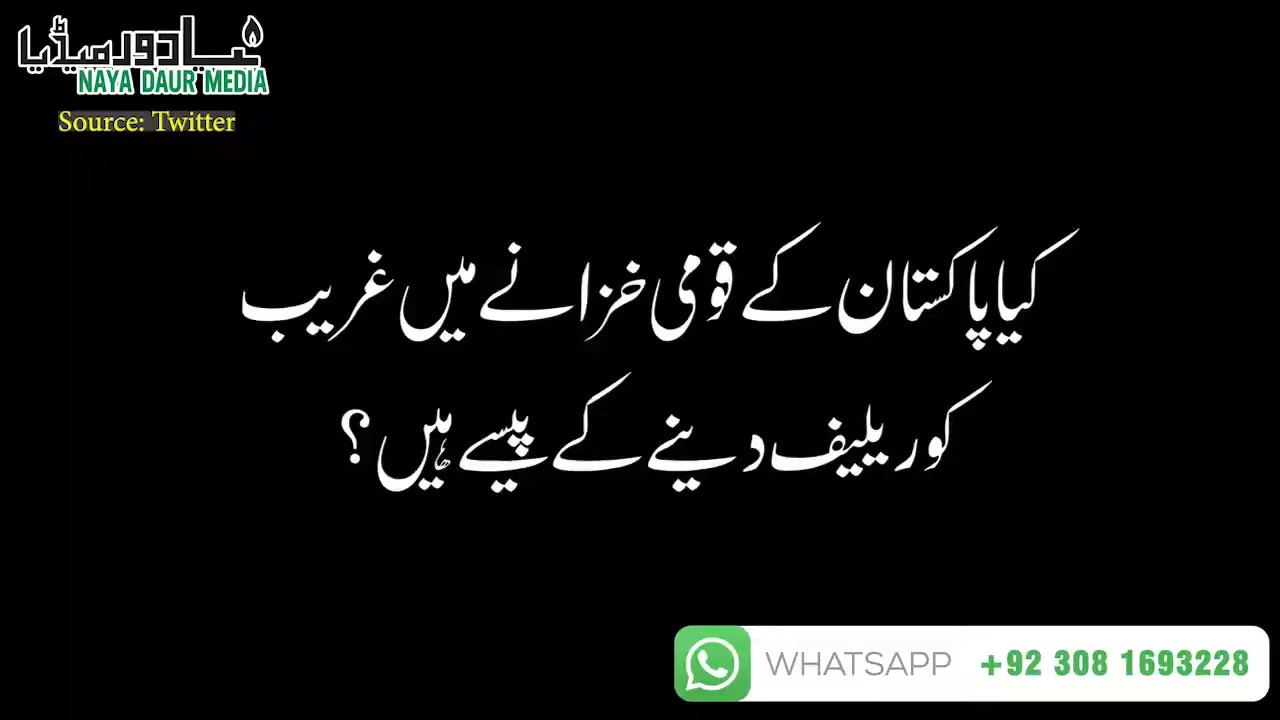 نیا دور میڈیا
NAYA DAUR MEDIA
Source: Twitter
کیا پاکستان کے قومی خزانے میں غریب
کو ریلیف دینے کے پیسے ہیں؟
WHATSAPP +92 308 1693228